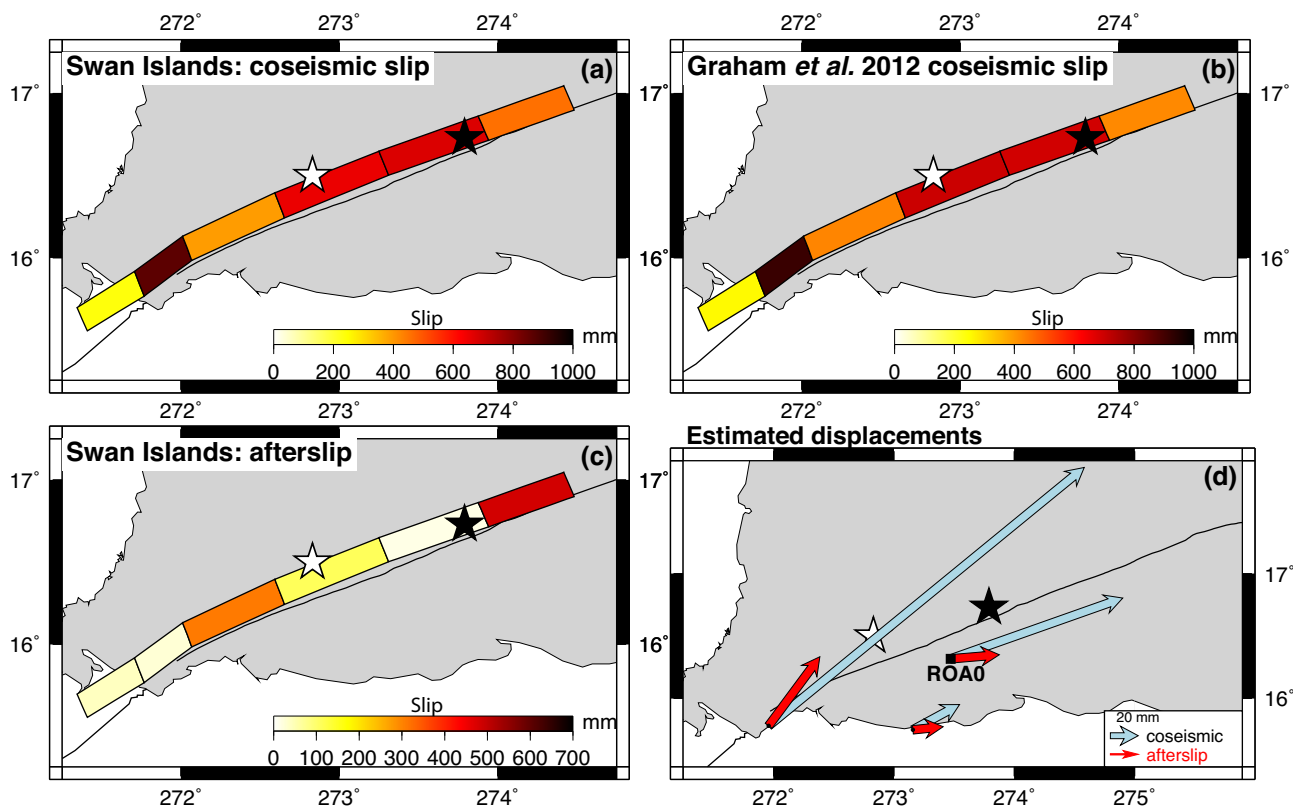 272° 273° 274°
272° 273° 274°
Swan Islands: coseismic slip
(a)
Graham et al. 2012 coseismic slip
(b)
17°
17°
16°
16°
Slip
mm
0 200 400 600 800 1000
Slip
mm
0 200 400 600 800 1000
272° 273° 274°
272° 273° 274°
Swan Islands: afterslip
(c)
Estimated displacements
(d)
17°
17°
16°
16°
ROA0
Slip
mm
0 100 200 300 400 500 600 700
20 mm
coseismic
afterslip
272° 273° 274°
272° 273° 274° 275°